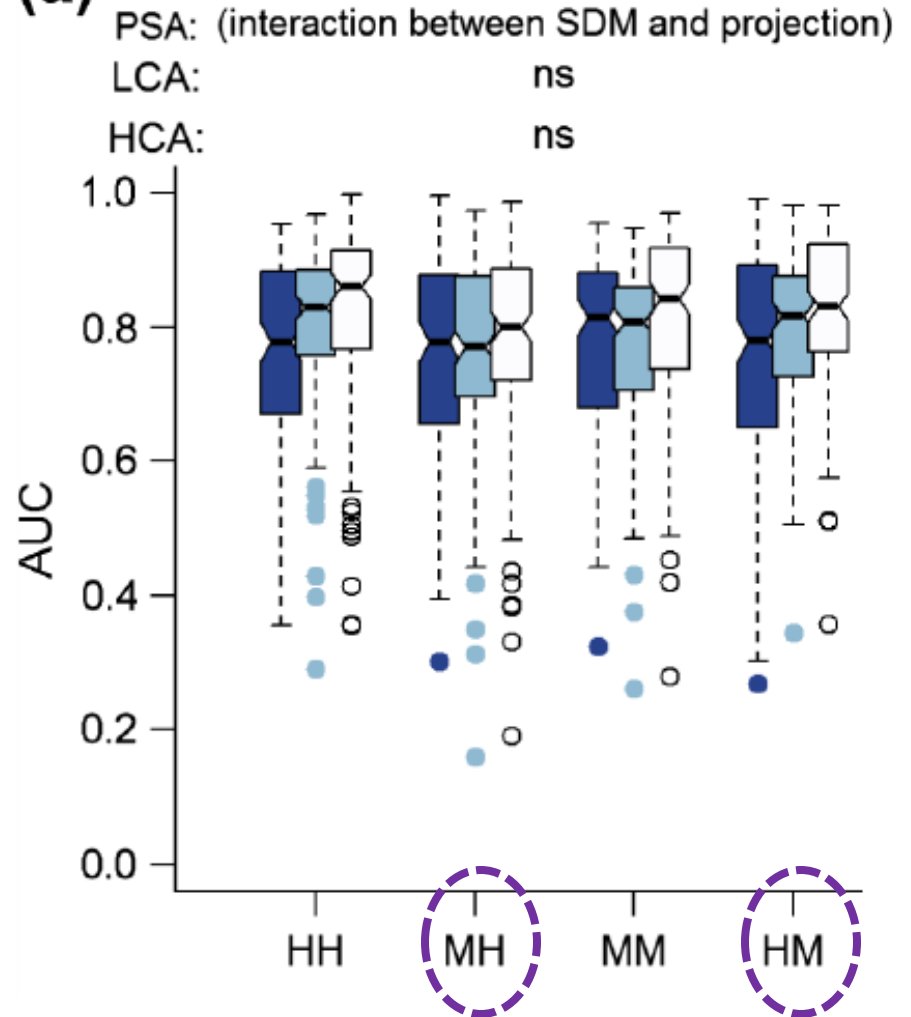 (a)
PSA: (interaction between SDM and projection)
LCA: ns
HCA: ns
1.0
0.8
0.6
0.4
0.2
0.0
AUC
HH MH MM HM